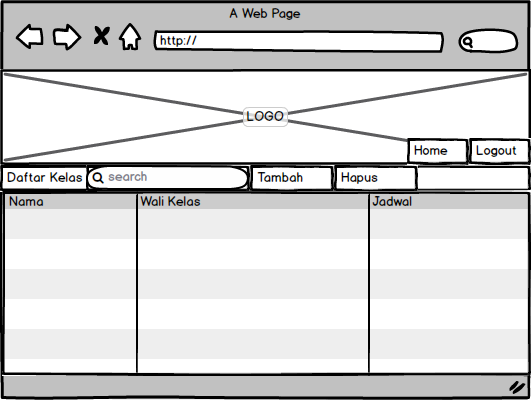 A Web Page
http://
LOGO
Home Logout
Daftar Kelas search Tambah Hapus
Nama Wali Kelas Jadwal